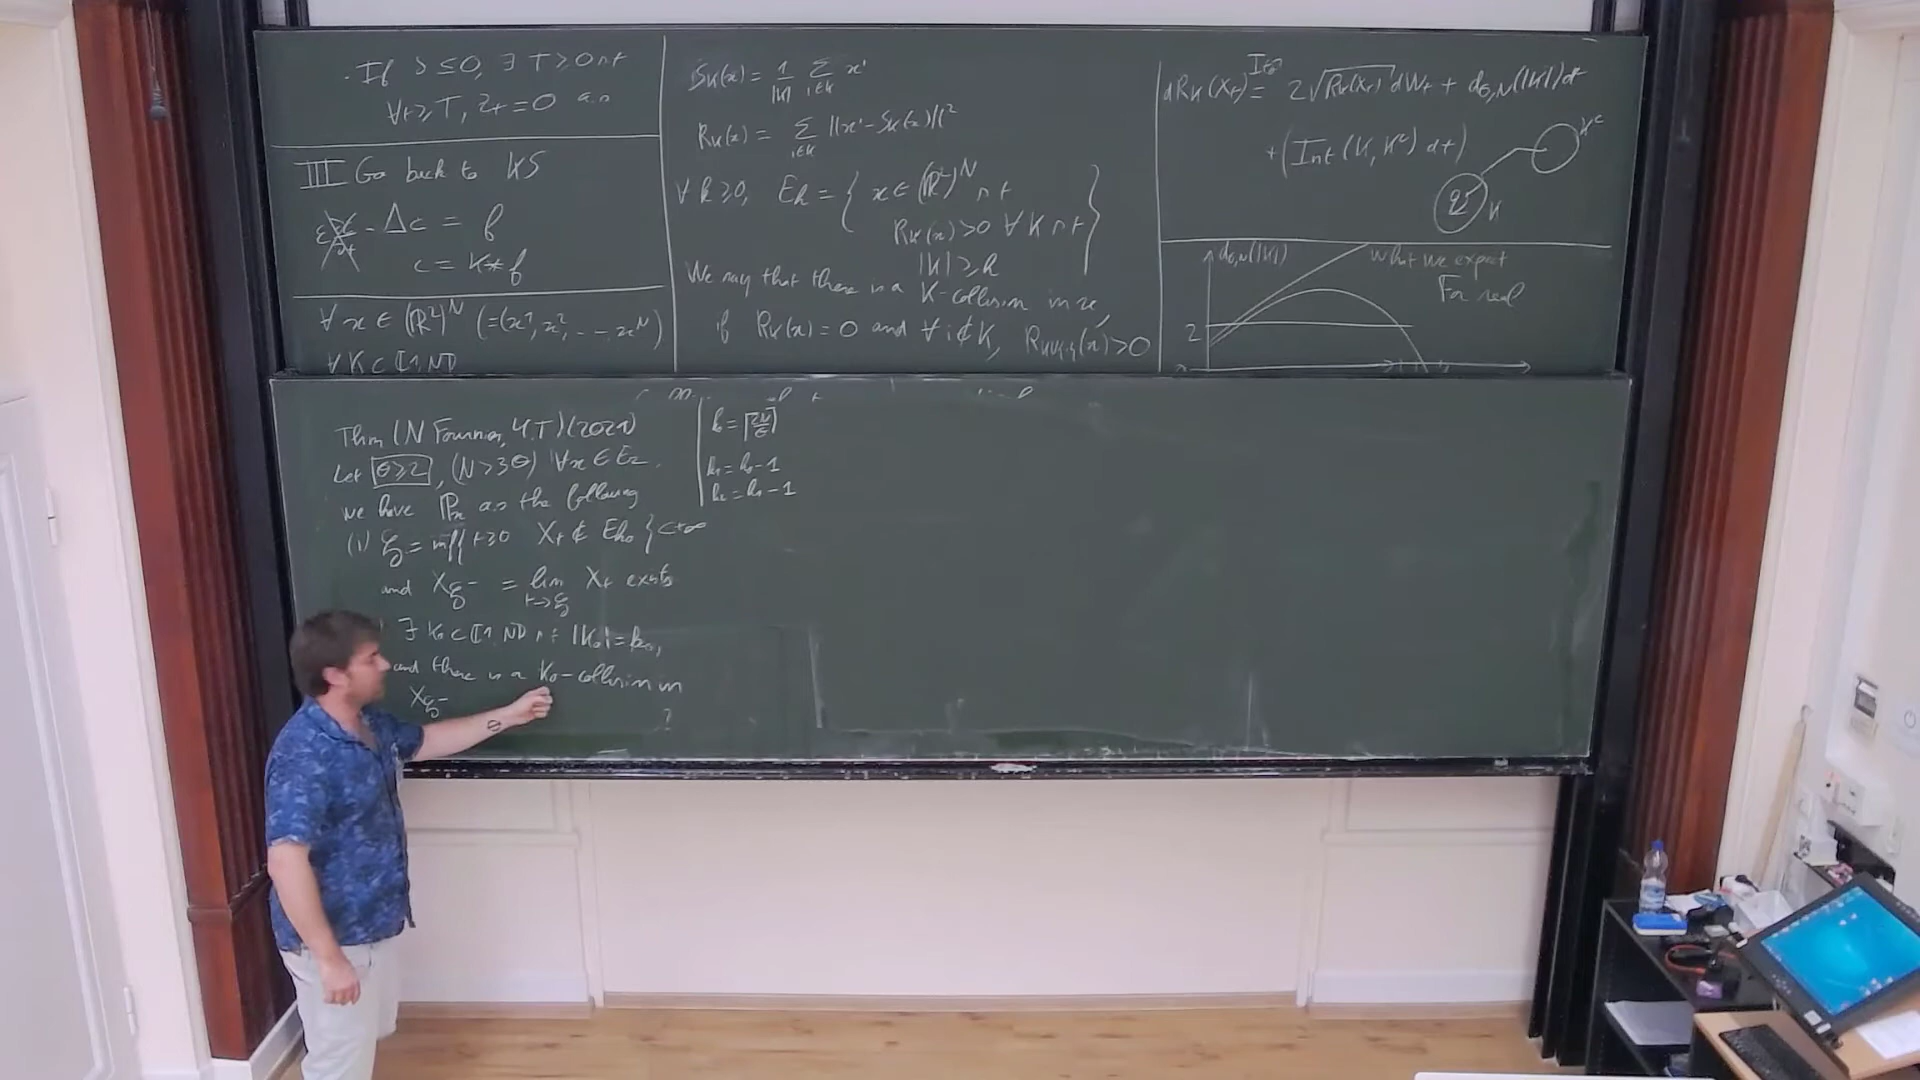 . If δ ≤ 0, ∃ T > 0 st
∀t ≥ T, Z_t = 0 a.s
III Go back to KS
- Δc = f
c = K * f
∀ x ∈ (ℝ²)^N (= (x¹, x², ... x^N)
∀ K ⊂ ⟦1, N⟧
S_K(x) = 1/|K| Σ_{i∈K} x^i
R_K(x) = Σ_{i∈K} ||x^i - S_K(x)||²
∀ k ≥ 0, E_k = { x ∈ (ℝ²)^N st
R_K(x) > 0 ∀ K st
|K| ≥ k }
We say that there is a K-collision in x,
if R_K(x) = 0 and ∀ i ∉ K, R_{K∪{i}}(x) > 0
dR_K(X_t) =^{Itô} 2√R_K(X_t) dW_t + d_{θ,N}(|K|)dt
+ (Int (K, K^c) dt)
K^c
K
d_{θ,N}(|K|)
what we expect
For real
2
Thm (N Fournier, Y.T) (2021)
Let θ ≥ 2, (N > 3θ) ∀x ∈ E_2.
we have ℙ_x a.s the following
(1) ξ = inf{ t ≥ 0 X_t ∉ E_{k_0} } < +∞
and X_{ξ-} = lim_{t→ξ} X_t exists
∃ K_0 ⊂ ⟦1, N⟧ st |K_0| = k_0,
and there is a K_0-collision in
X_{ξ-}
k_0 = ⌈2N/θ⌉
k_1 = k_0 - 1
k_2 = k_1 - 1